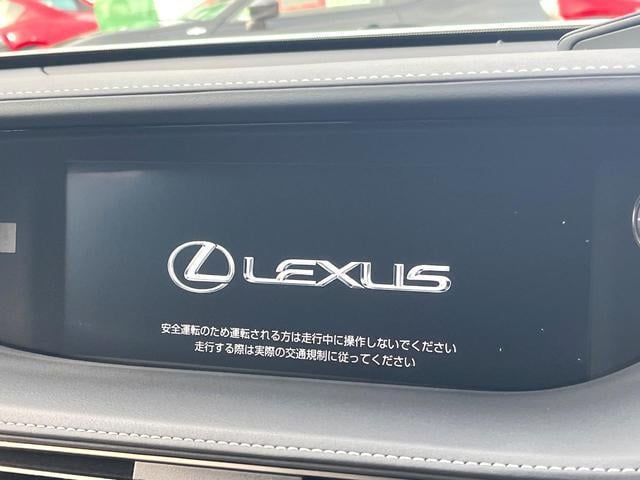 LEXUS
安全運転のため運転される方は走行中に操作しないでください
走行する際は実際の交通規制に従ってください